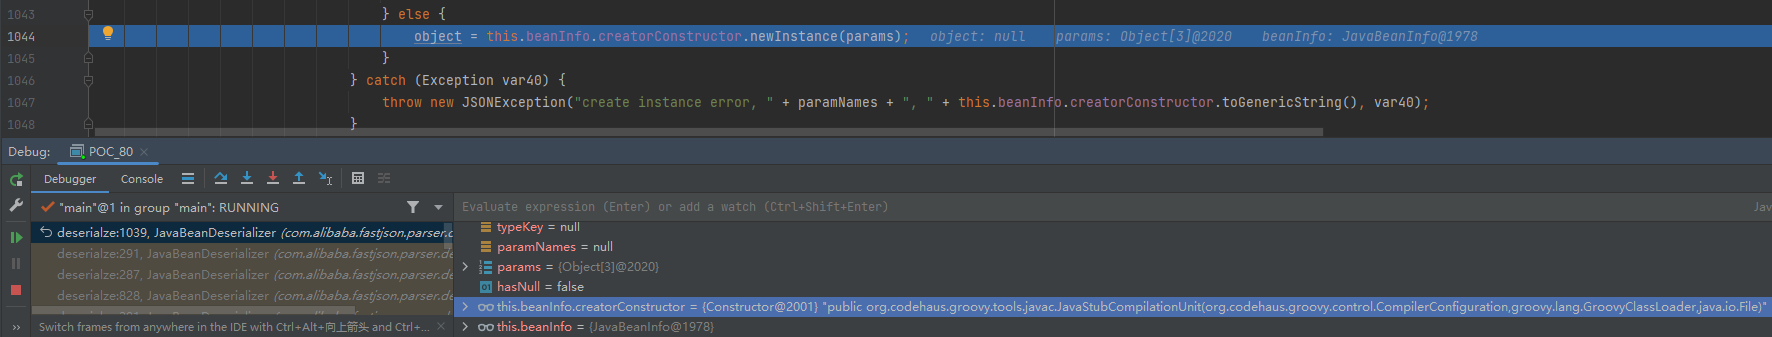 1043 } else {
1044 object = this.beanInfo.creatorConstructor.newInstance(params); object: null params: Object[3]@2020 beanInfo: JavaBeanInfo@1978
1045 }
1046 } catch (Exception var40) {
1047 throw new JSONException("create instance error, " + paramNames + ", " + this.beanInfo.creatorConstructor.toGenericString(), var40);
1048 }
Debug: POC_80
Debugger Console
"main"@1 in group "main": RUNNING
deserialze:1039, JavaBeanDeserializer (com.alibaba.fastjson.parser.de
deserialze:291, JavaBeanDeserializer (com.alibaba.fastjson.parser.de
deserialze:287, JavaBeanDeserializer (com.alibaba.fastjson.parser.de
deserialze:828, JavaBeanDeserializer (com.alibaba.fastjson.parser.de
Switch frames from anywhere in the IDE with Ctrl+Alt+向上箭头 and Ctrl+...
Evaluate expression (Enter) or add a watch (Ctrl+Shift+Enter) Jav
typeKey = null
paramNames = null
params = {Object[3]@2020}
hasNull = false
this.beanInfo.creatorConstructor = {Constructor@2001} "public org.codehaus.groovy.tools.javac.JavaStubCompilationUnit(org.codehaus.groovy.control.CompilerConfiguration,groovy.lang.GroovyClassLoader,java.io.File)"
this.beanInfo = {JavaBeanInfo@1978}